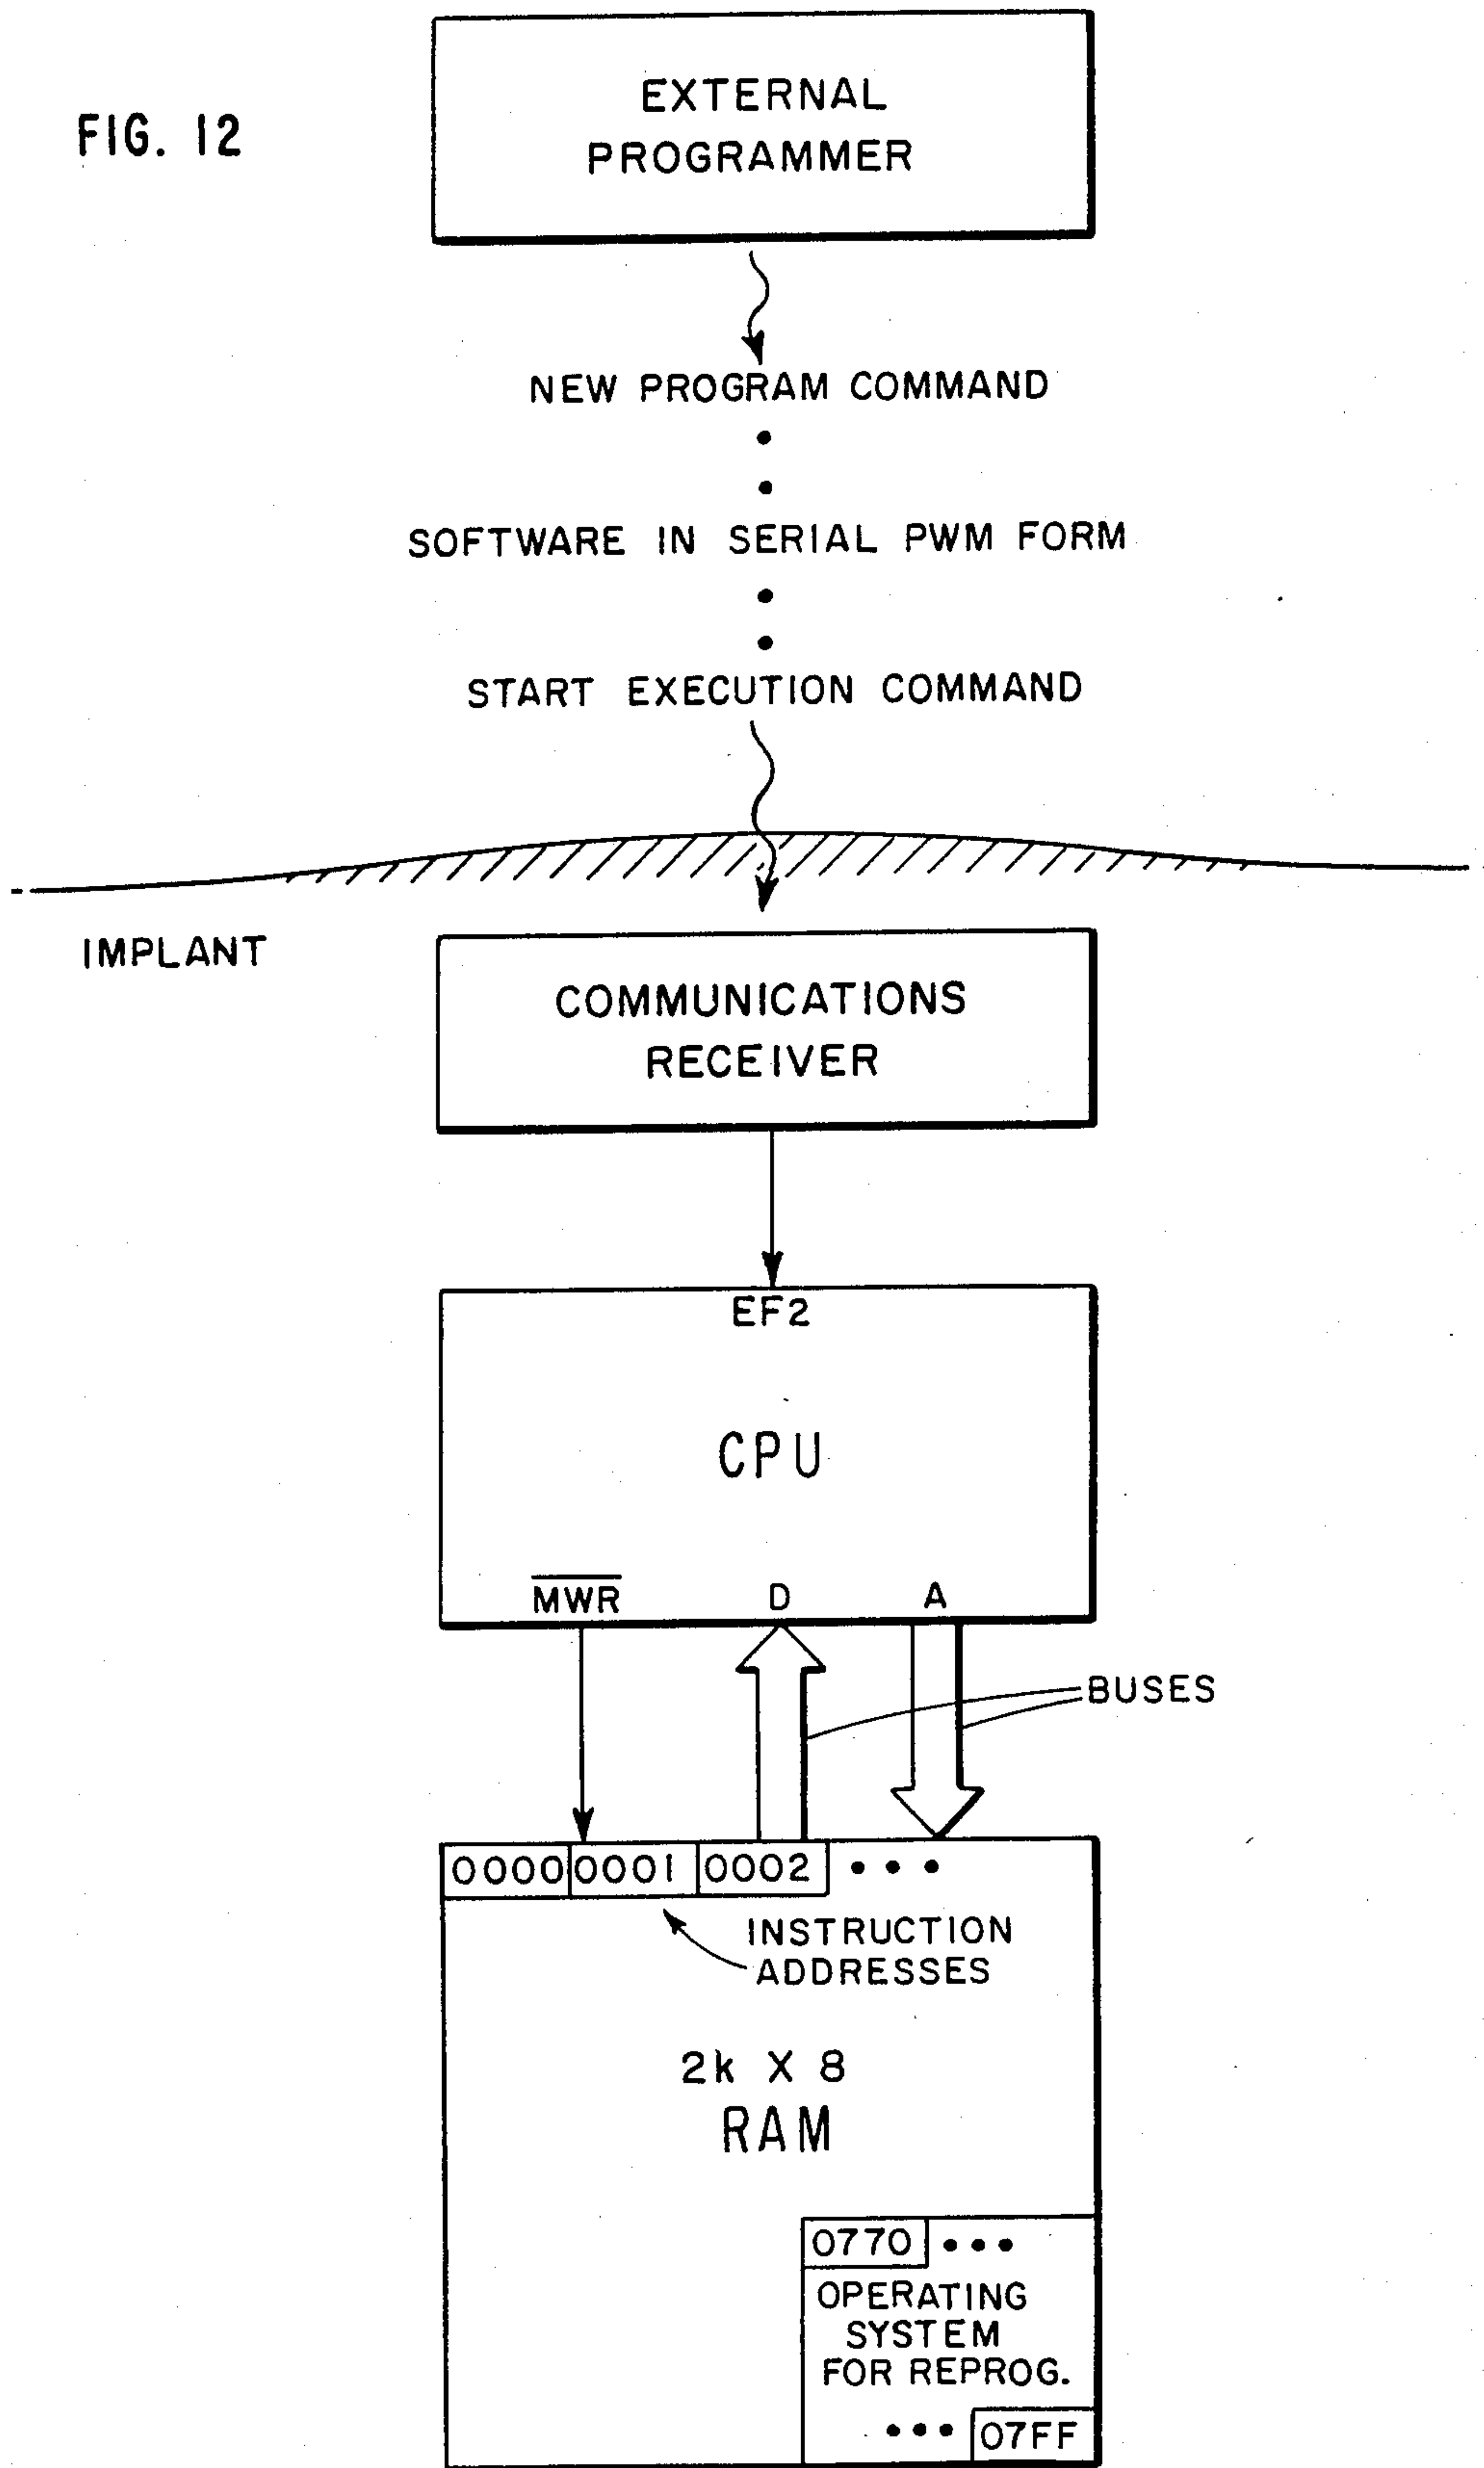 FIG. 12
EXTERNAL
PROGRAMMER
NEW PROGRAM COMMAND
SOFTWARE IN SERIAL PWM FORM
START EXECUTION COMMAND
IMPLANT
COMMUNICATIONS
RECEIVER
EF2
CPU
MWR D A
BUSES
0000 0001 0002 • • •
INSTRUCTION
ADDRESSES
2k X 8
RAM
0770 • • •
OPERATING
SYSTEM
FOR REPROG.
• • • 07FF